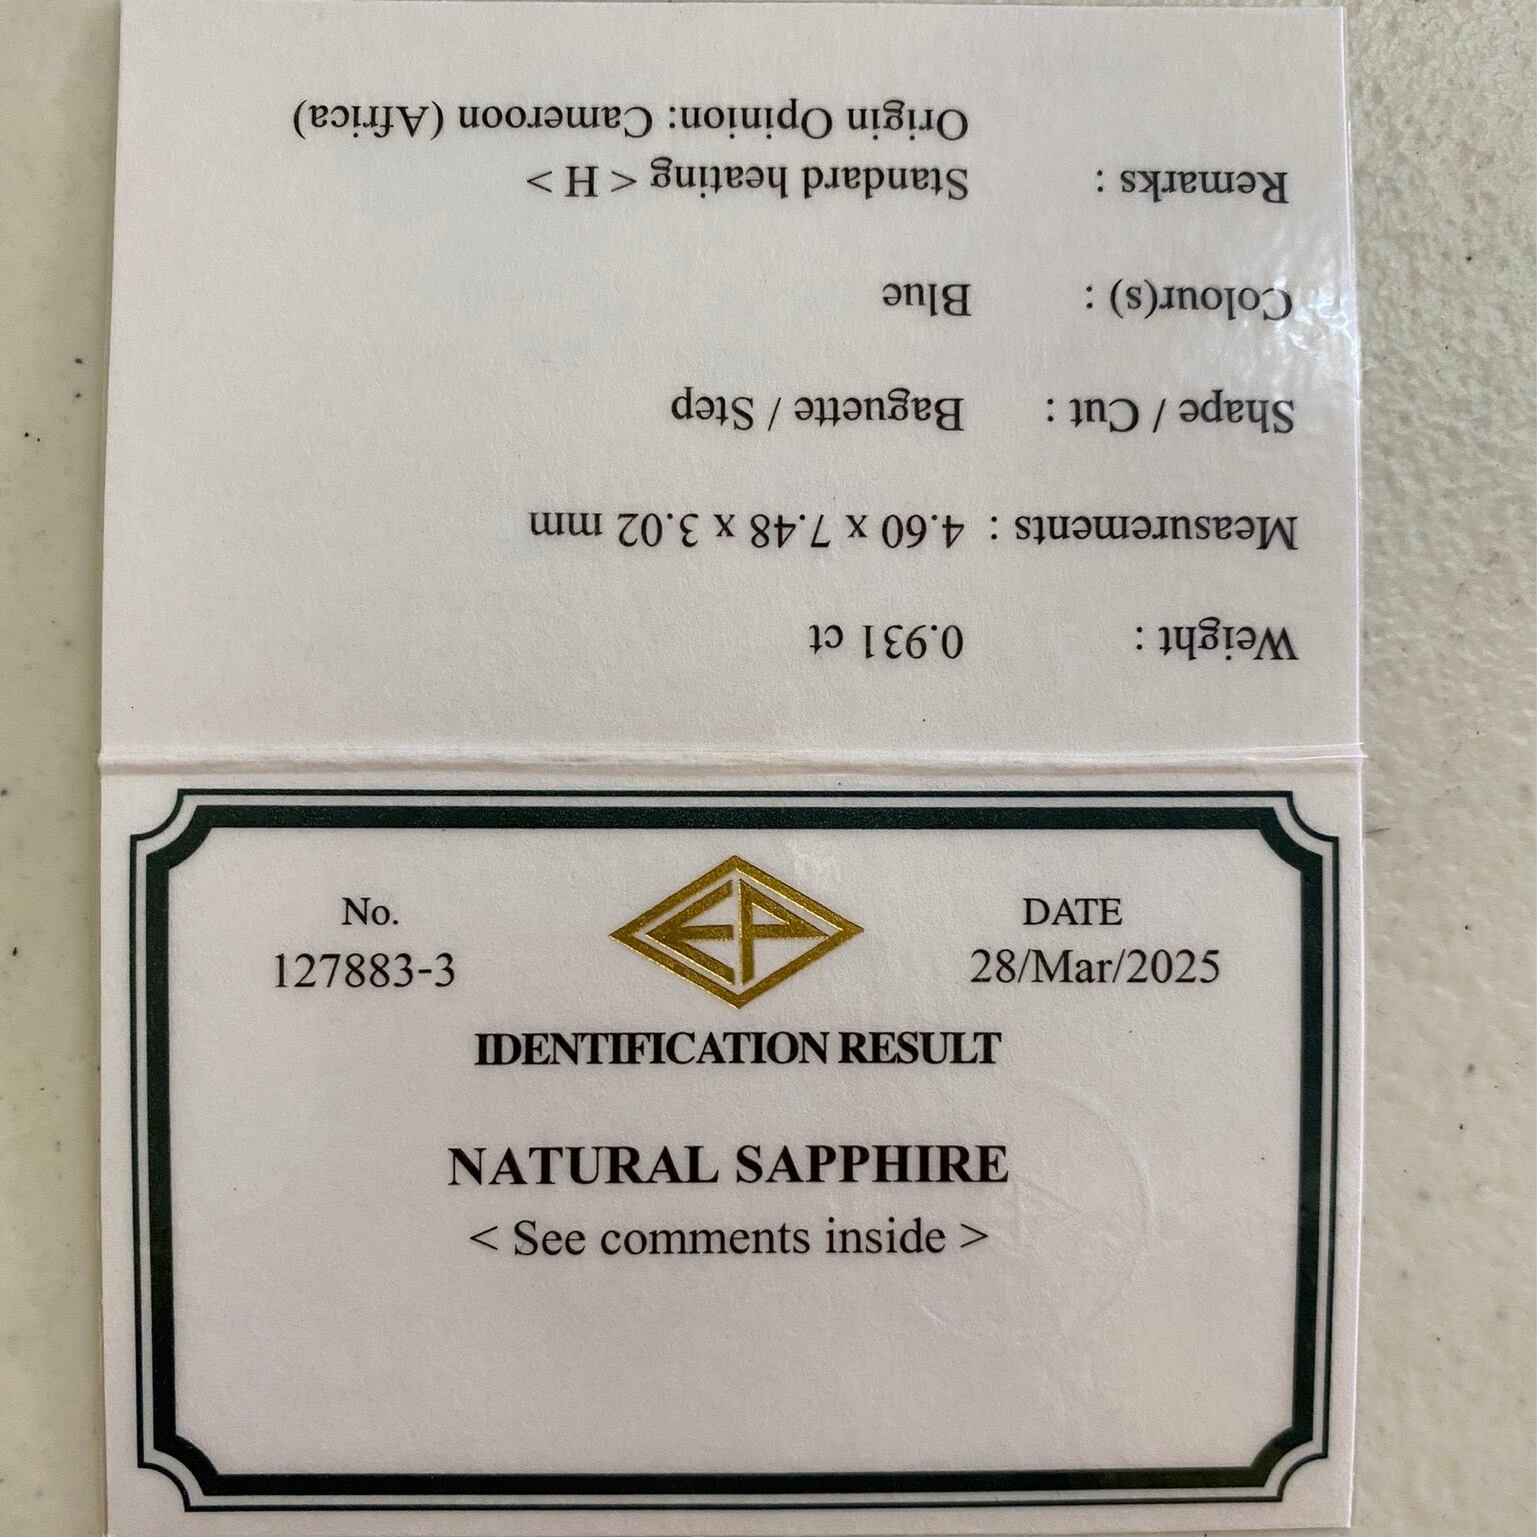 Weight : 0.931 ct
Measurements : 4.60 x 7.48 x 3.02 mm
Shape / Cut : Baguette / Step
Colour(s) : Blue
Remarks : Standard heating < H >
Origin Opinion: Cameroon (Africa)
No.
127883-3
DATE
28/Mar/2025
IDENTIFICATION RESULT
NATURAL SAPPHIRE
< See comments inside >